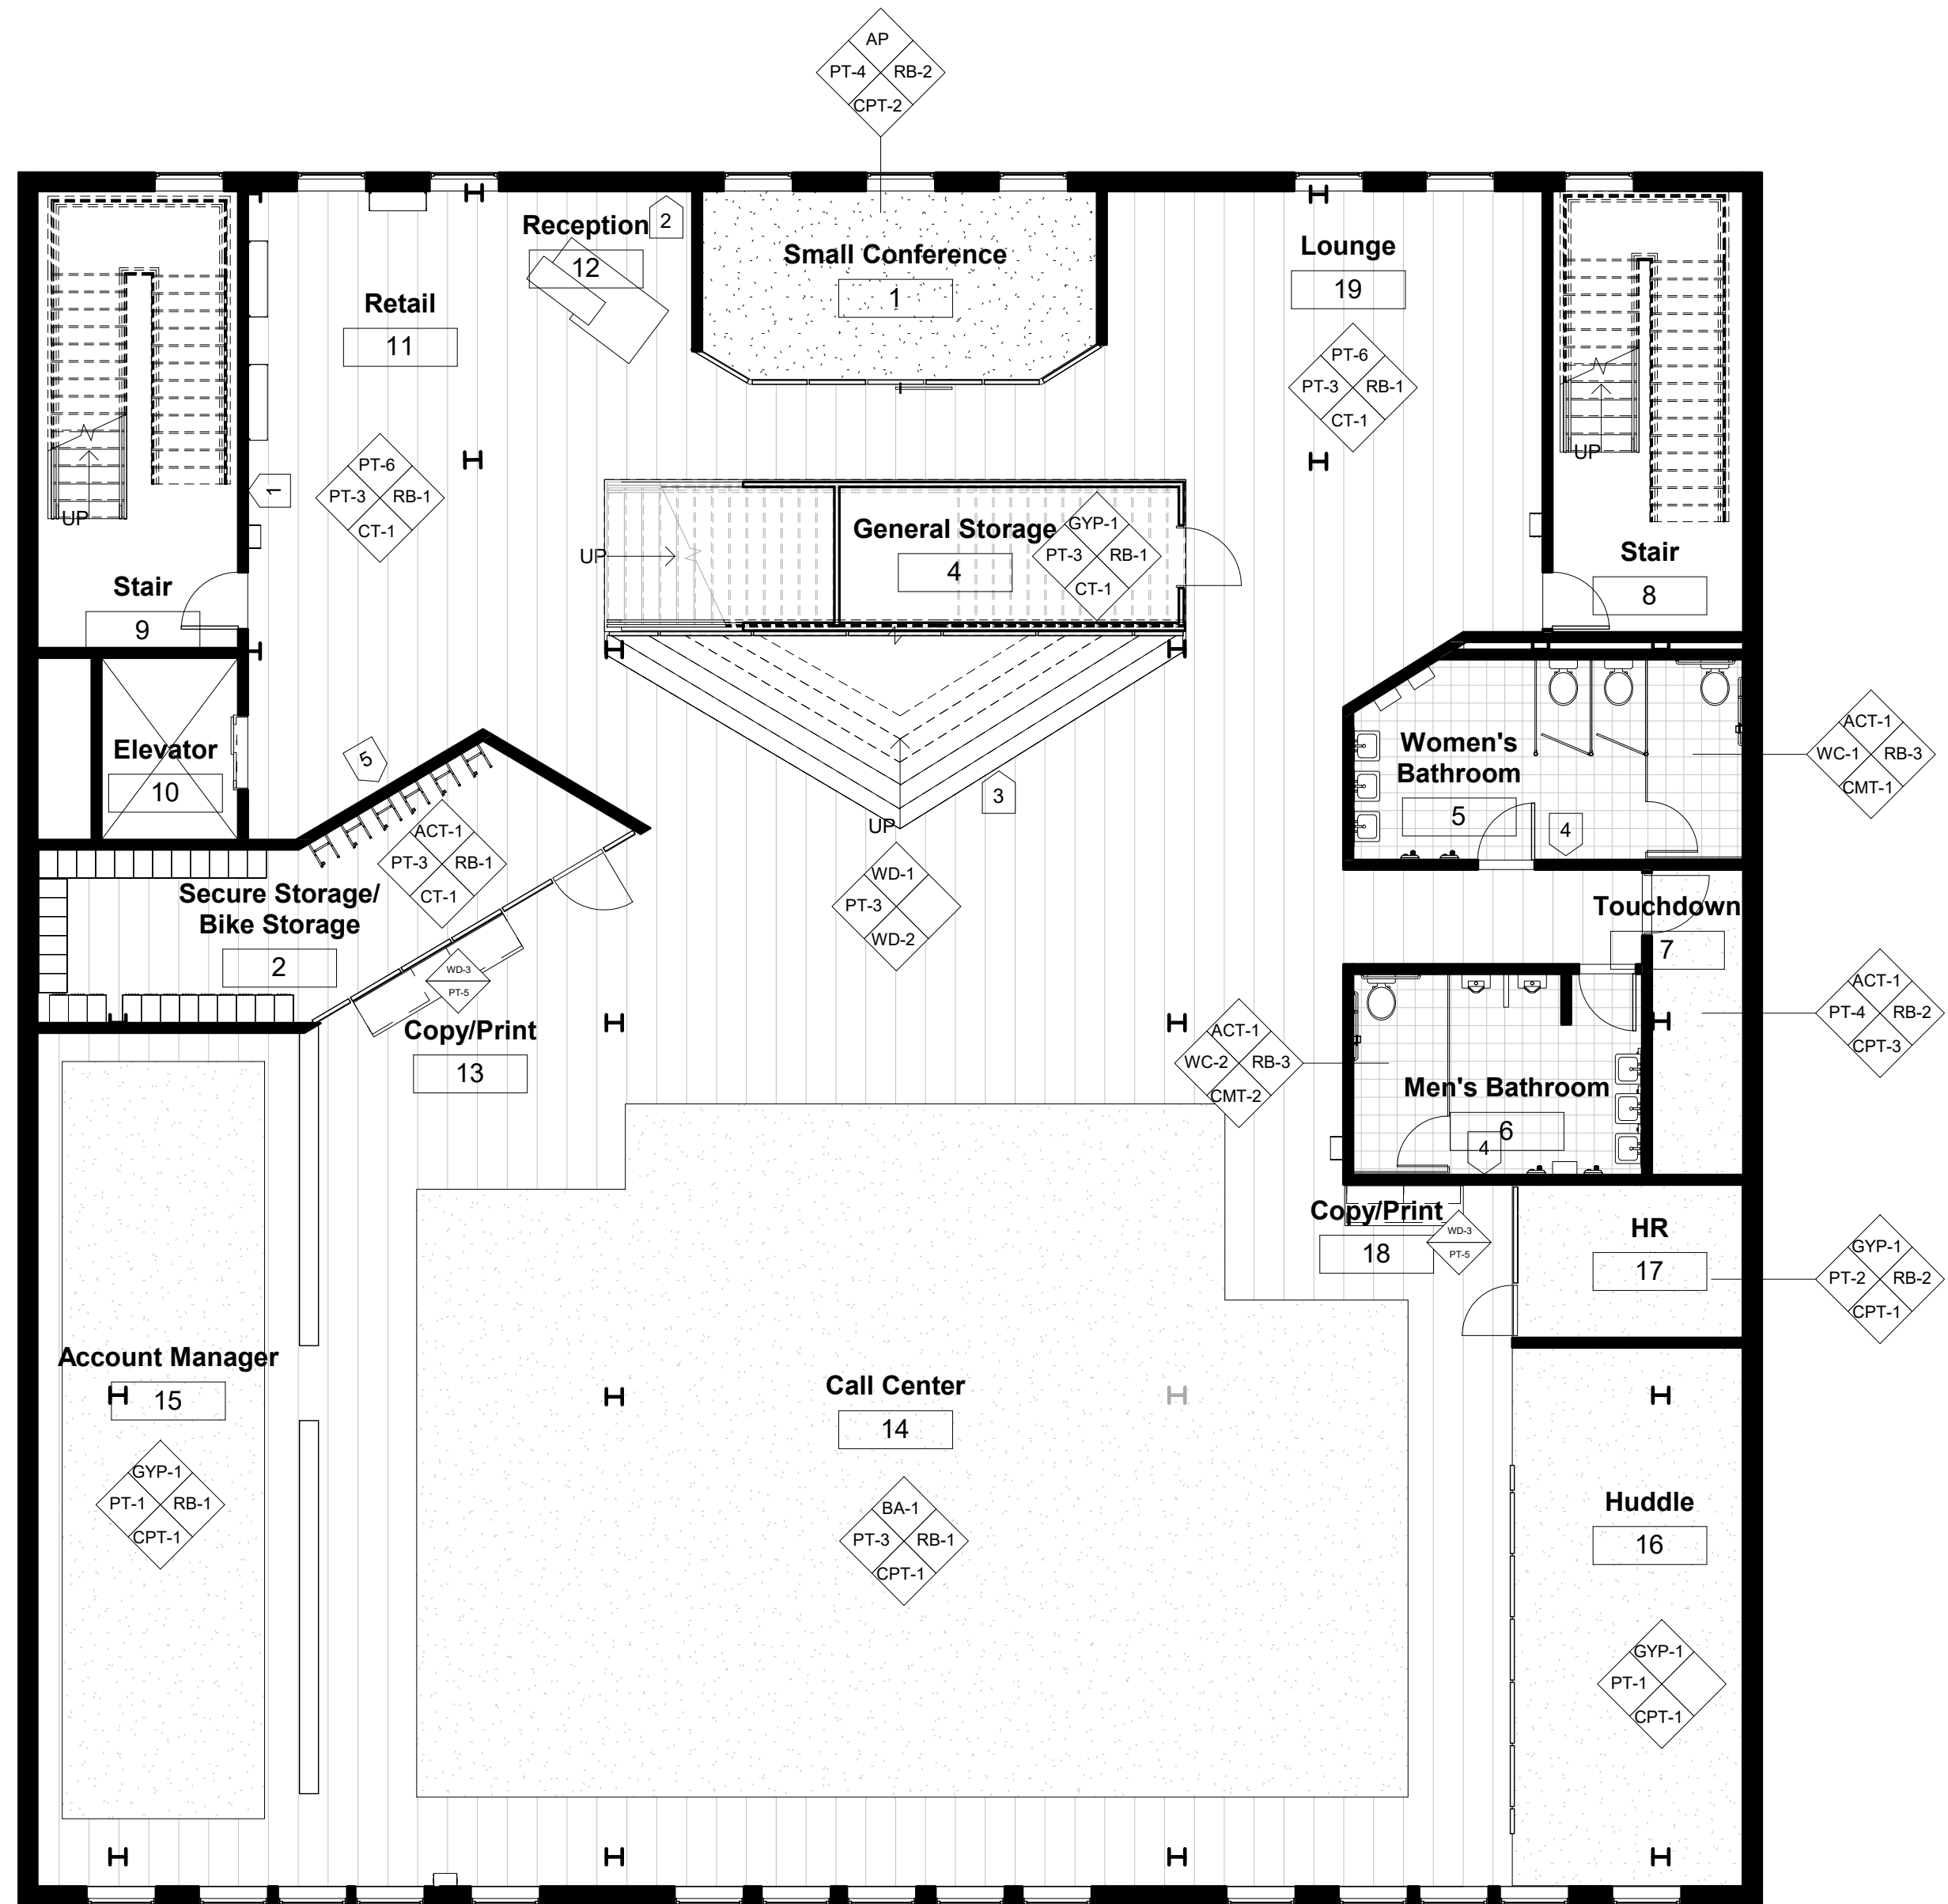 AP
PT-4 RB-2
CPT-2
Reception
12
2
Small Conference
1
Lounge
19
Retail
11
PT-6
PT-3 RB-1
CT-1
PT-6
PT-3 RB-1
CT-1
1
UP
UP
Stair
9
UP
General Storage
4
GYP-1
PT-3 RB-1
CT-1
Stair
8
Elevator
10
5
3
UP
Women's
Bathroom
5
4
ACT-1
WC-1 RB-3
CMT-1
ACT-1
PT-3 RB-1
CT-1
Secure Storage/
Bike Storage
2
WD-1
PT-3
WD-2
Touchdown
7
WD-3
PT-5
Copy/Print
13
ACT-1
WC-2 RB-3
CMT-2
ACT-1
PT-4 RB-2
CPT-3
Men's Bathroom
6
4
Copy/Print
18
WD-3
PT-5
HR
17
GYP-1
PT-2 RB-2
CPT-1
Account Manager
15
GYP-1
PT-1 RB-1
CPT-1
Call Center
14
BA-1
PT-3 RB-1
CPT-1
Huddle
16
GYP-1
PT-1
CPT-1